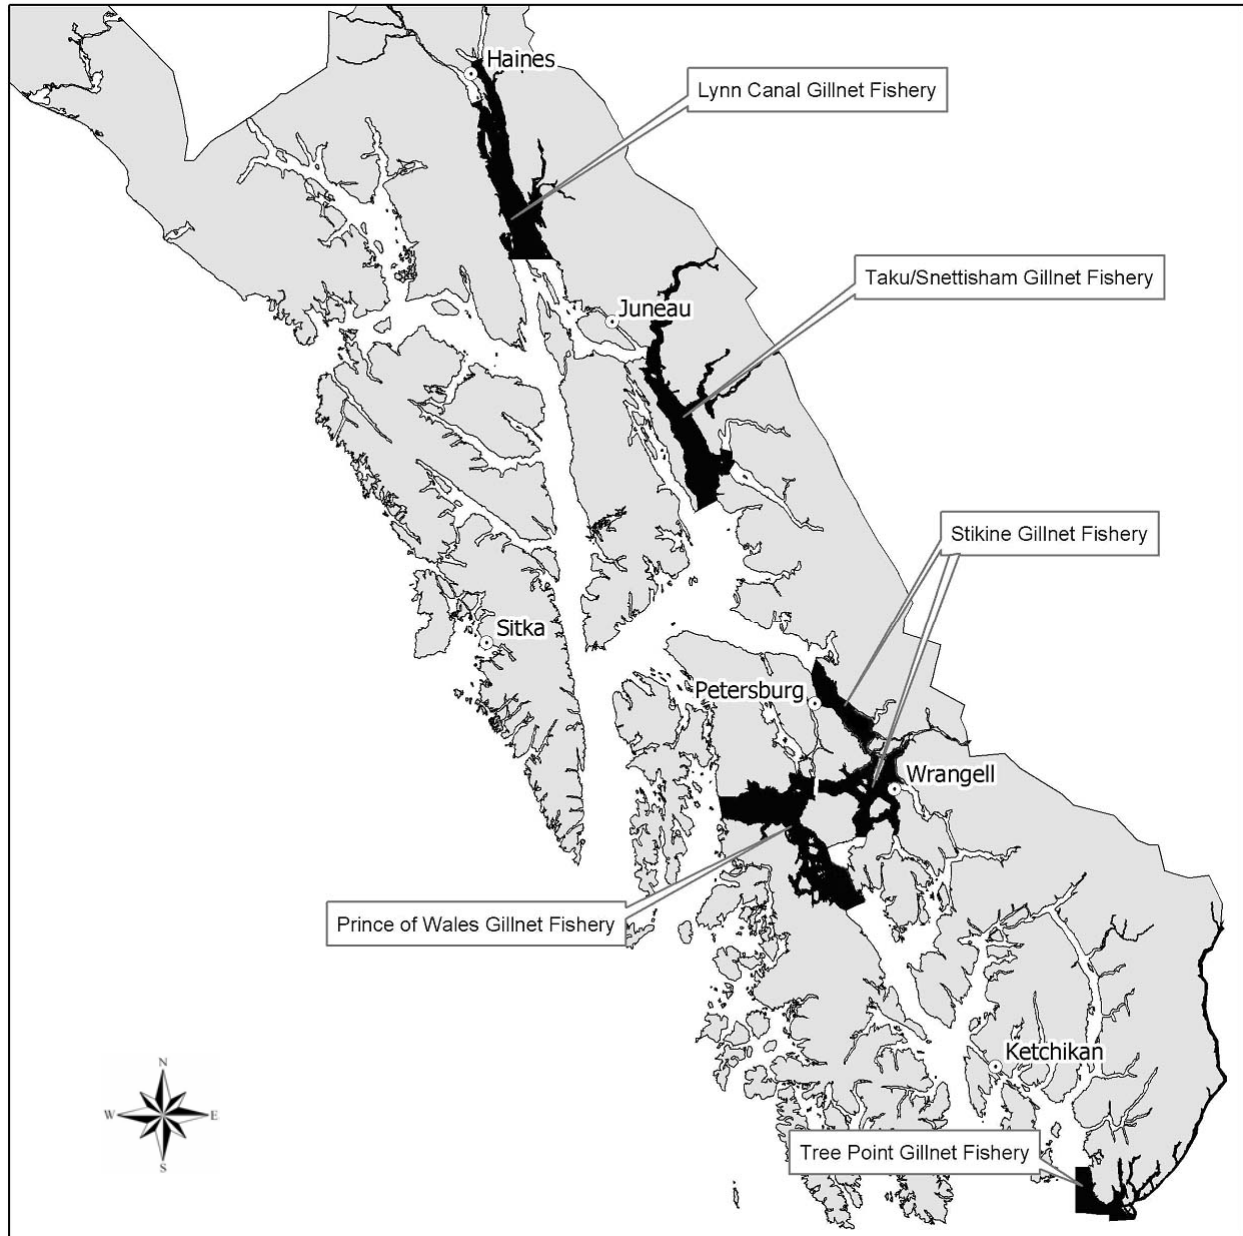 Haines
Lynn Canal Gillnet Fishery
Taku/Snettisham Gillnet Fishery
Juneau
Stikine Gillnet Fishery
Sitka
Petersburg
Wrangell
Prince of Wales Gillnet Fishery
Ketchikan
N
W E
S
Tree Point Gillnet Fishery